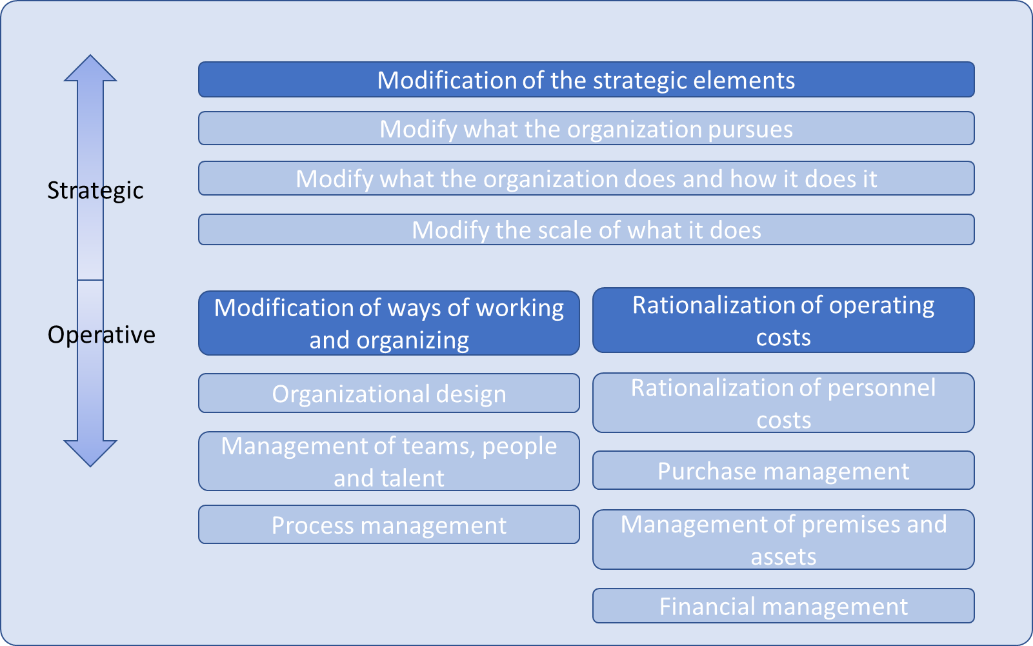 Modification of the strategic elements
Modify what the organization pursues
Modify what the organization does and how it does it
Strategic
Modify the scale of what it does
Operative
Modification of ways of working
and organizing
Organizational design
Management of teams, people
and talent
Process management
Rationalization of operating
costs
Rationalization of personnel
costs
Purchase management
Management of premises and
assets
Financial management